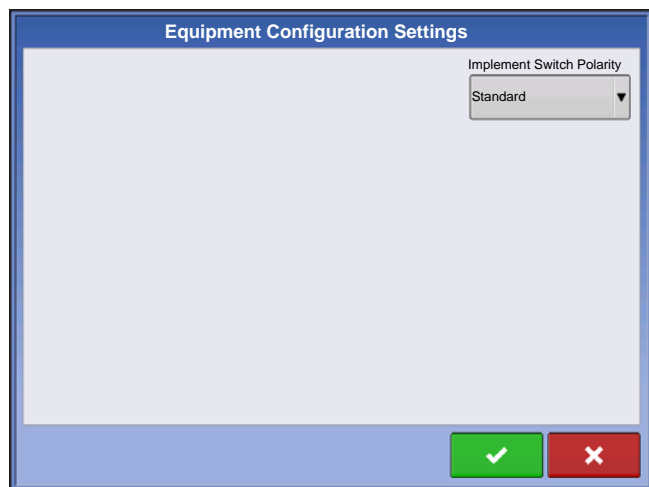 Equipment Configuration Settings
Implement Switch Polarity
Standard